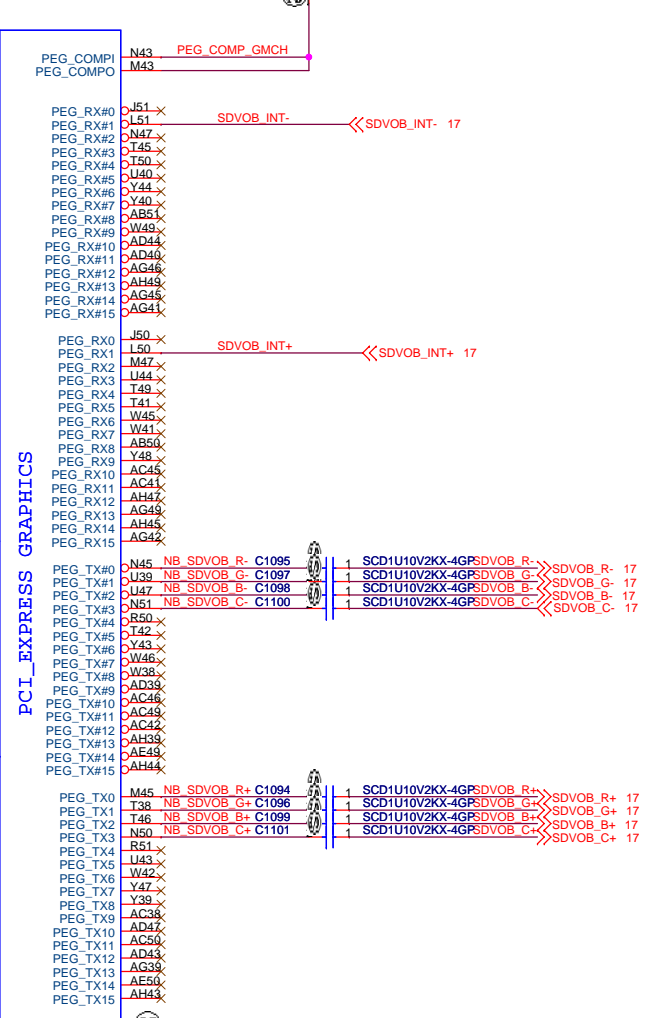 PEG_COMPI N43 PEG_COMP_GMCH
PEG_COMPO M43
PEG_RX#0 J51
PEG_RX#1 L51 SDVOB_INT- SDVOB_INT- 17
PEG_RX#2 N47
PEG_RX#3 T45
PEG_RX#4 T50
PEG_RX#5 U40
PEG_RX#6 Y44
PEG_RX#7 Y40
PEG_RX#8 AB51
PEG_RX#9 W49
PEG_RX#10 AD44
PEG_RX#11 AD40
PEG_RX#12 AG46
PEG_RX#13 AH49
PEG_RX#14 AG45
PEG_RX#15 AG41
PEG_RX0 J50
PEG_RX1 L50 SDVOB_INT+ SDVOB_INT+ 17
PEG_RX2 M47
PEG_RX3 U44
PEG_RX4 T49
PEG_RX5 T41
PEG_RX6 W45
PEG_RX7 W41
PEG_RX8 AB50
PEG_RX9 Y48
PEG_RX10 AC45
PEG_RX11 AC41
PEG_RX12 AH47
PEG_RX13 AG49
PEG_RX14 AH45
PEG_RX15 AG42
PCI_EXPRESS GRAPHICS
PEG_TX#0 N45 NB_SDVOB_R- C1095 1 SCD1U10V2KX-4GP SDVOB_R- SDVOB_R- 17
PEG_TX#1 U39 NB_SDVOB_G- C1097 1 SCD1U10V2KX-4GP SDVOB_G- SDVOB_G- 17
PEG_TX#2 U47 NB_SDVOB_B- C1098 1 SCD1U10V2KX-4GP SDVOB_B- SDVOB_B- 17
PEG_TX#3 N51 NB_SDVOB_C- C1100 1 SCD1U10V2KX-4GP SDVOB_C- SDVOB_C- 17
PEG_TX#4 R50
PEG_TX#5 T42
PEG_TX#6 Y43
PEG_TX#7 W46
PEG_TX#8 W38
PEG_TX#9 AD39
PEG_TX#10 AC46
PEG_TX#11 AC49
PEG_TX#12 AC42
PEG_TX#13 AH39
PEG_TX#14 AE49
PEG_TX#15 AH44
PEG_TX0 M45 NB_SDVOB_R+ C1094 1 SCD1U10V2KX-4GP SDVOB_R+ SDVOB_R+ 17
PEG_TX1 T38 NB_SDVOB_G+ C1096 1 SCD1U10V2KX-4GP SDVOB_G+ SDVOB_G+ 17
PEG_TX2 T46 NB_SDVOB_B+ C1099 1 SCD1U10V2KX-4GP SDVOB_B+ SDVOB_B+ 17
PEG_TX3 N50 NB_SDVOB_C+ C1101 1 SCD1U10V2KX-4GP SDVOB_C+ SDVOB_C+ 17
PEG_TX4 R51
PEG_TX5 U43
PEG_TX6 W42
PEG_TX7 Y47
PEG_TX8 Y39
PEG_TX9 AC38
PEG_TX10 AD47
PEG_TX11 AC50
PEG_TX12 AD43
PEG_TX13 AG39
PEG_TX14 AE50
PEG_TX15 AH43